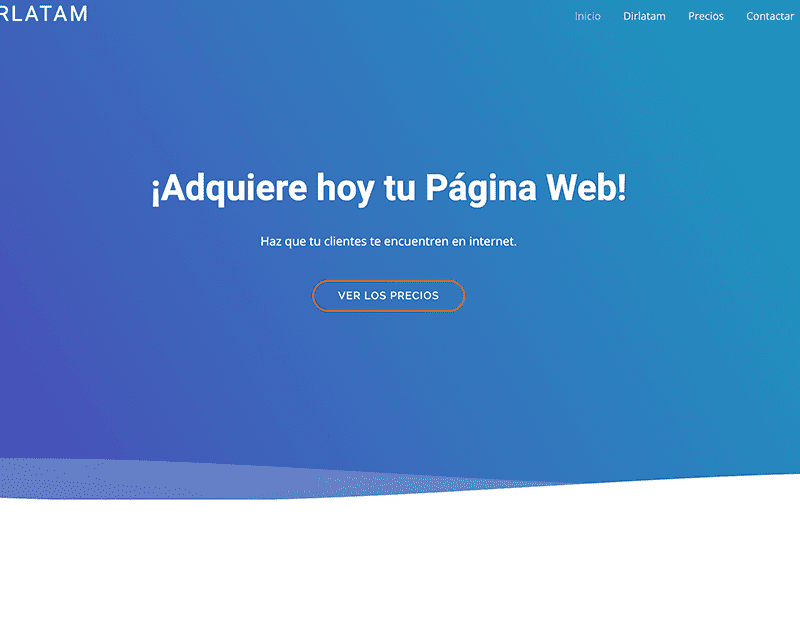 RLATAM
Inicio Dirlatam Precios Contactar
¡Adquiere hoy tu Página Web!
Haz que tu clientes te encuentren en internet.
VER LOS PRECIOS